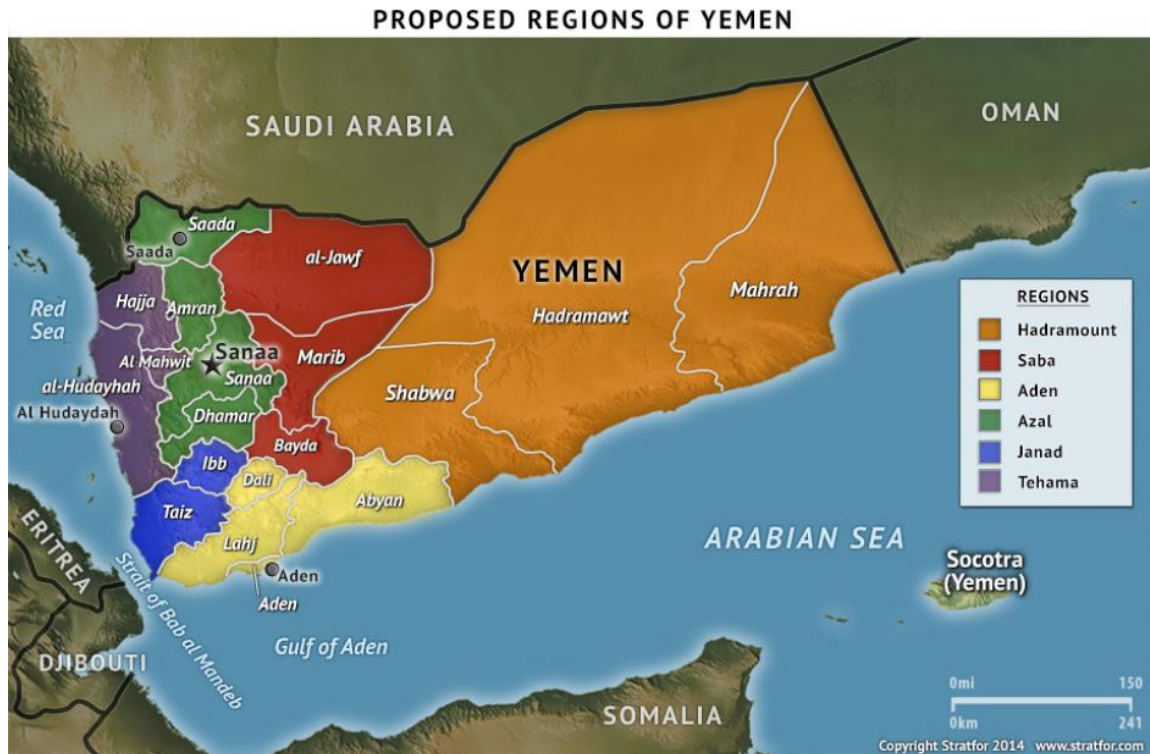 PROPOSED REGIONS OF YEMEN
SAUDI ARABIA
OMAN
Saada
Saada
al-Jawf
YEMEN
Hajja
Amran
Mahrah
Red
Sea
Hadramawt
Sanaa
Al Mahwit
Marib
Sanaa
al-Hudayhah
Shabwa
Al Hudaydah
Dhamar
Bayda
Ibb
Dali
Abyan
Taiz
Lahj
Aden
Aden
ERITREA
Strait of Bab al Mandeb
DJIBOUTI
Gulf of Aden
ARABIAN SEA
SOMALIA
Socotra
(Yemen)
REGIONS
Hadramount
Saba
Aden
Azal
Janad
Tehama
0mi 150
0km 241
Copyright Stratfor 2014 www.stratfor.com